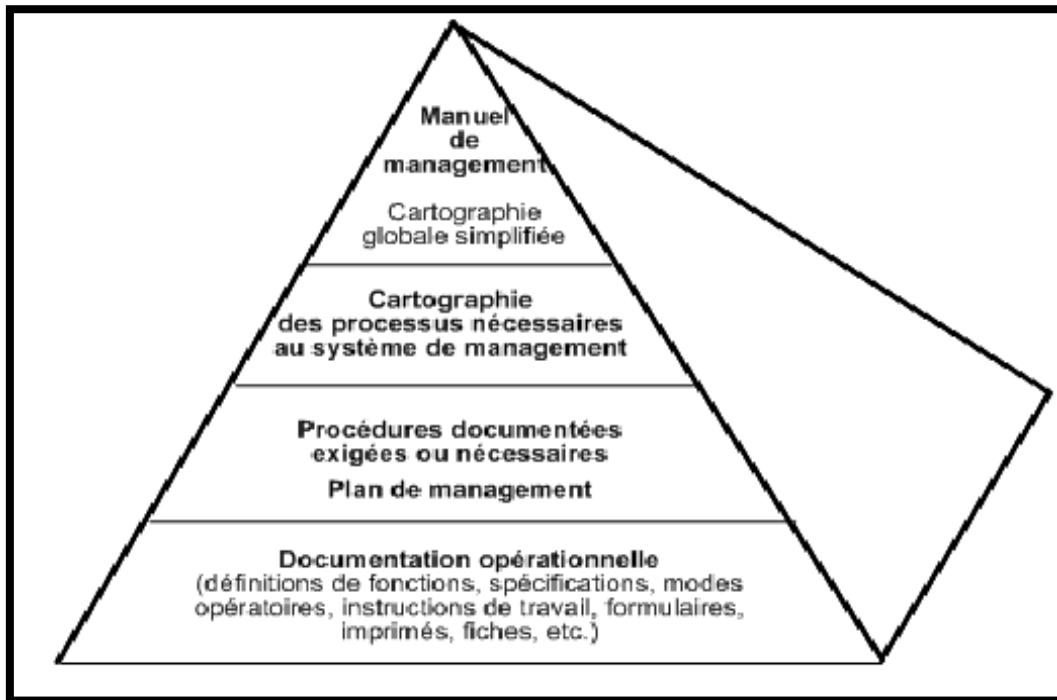 Manuel
de
management
Cartographie
globale simplifiée
Cartographie
des processus nécessaires
au système de management
Procédures documentées
exigées ou nécessaires
Plan de management
Documentation opérationnelle
(définitions de fonctions, spécifications, modes
opératoires, instructions de travail, formulaires,
imprimés, fiches, etc.)